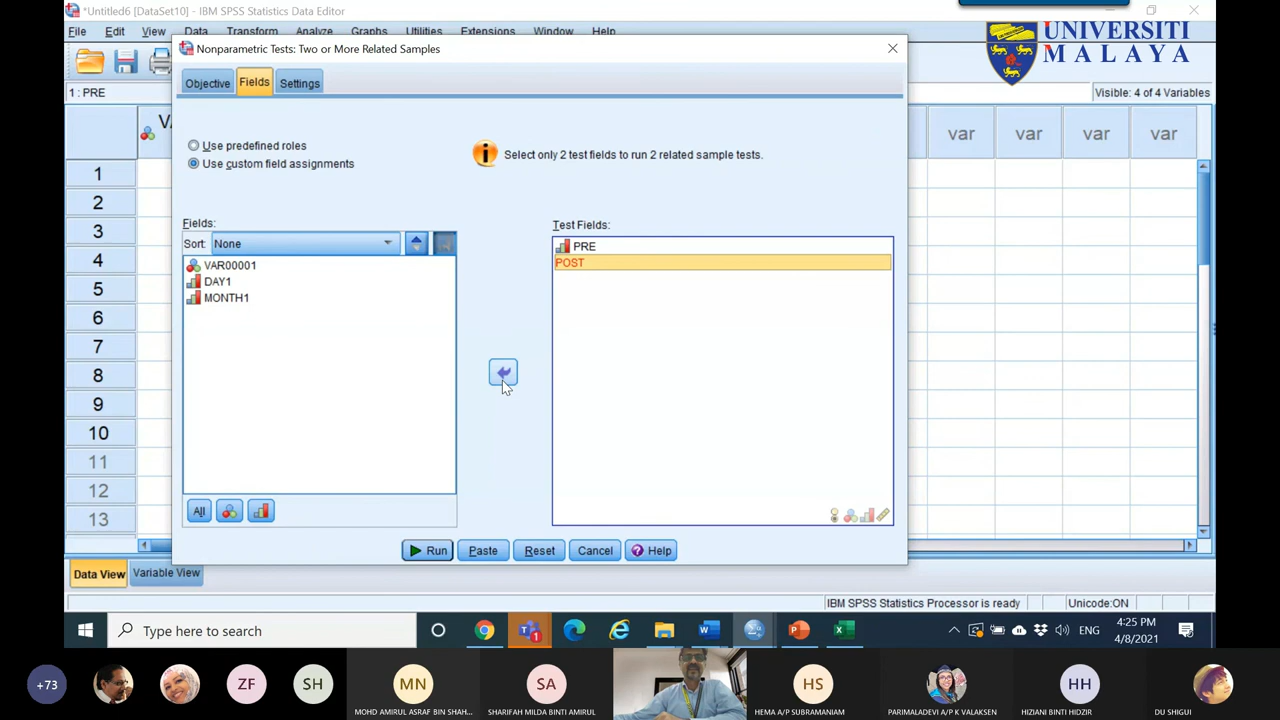 *Untitled6 [DataSet10] - IBM SPSS Statistics Data Editor
File Edit View Data Transform Analyze Graphs Utilities Extensions Window Help
UNIVERSITI
MALAYA
Nonparametric Tests: Two or More Related Samples
Objective Fields Settings
1 : PRE
Visible: 4 of 4 Variables
var var var var
Use predefined roles
Use custom field assignments
Select only 2 test fields to run 2 related sample tests.
Fields:
Sort: None
VAR00001
DAY1
MONTH1
Test Fields:
PRE
POST
1
2
3
4
5
6
7
8
9
10
11
12
13
All
Run Paste Reset Cancel Help
Data View Variable View
IBM SPSS Statistics Processor is ready Unicode:ON
Type here to search
1
ENG
4:25 PM
4/8/2021
+73 ZF SH MN SA HS HH
MOHD AMIRUL ASRAF BIN SHAH...
SHARIFAH MILDA BINTI AMIRUL
HEMA A/P SUBRAMANIAM
PARIMALADEVI A/P K VALAKSEN
HIZIANI BINTI HIDZIR
DU SHIGUI